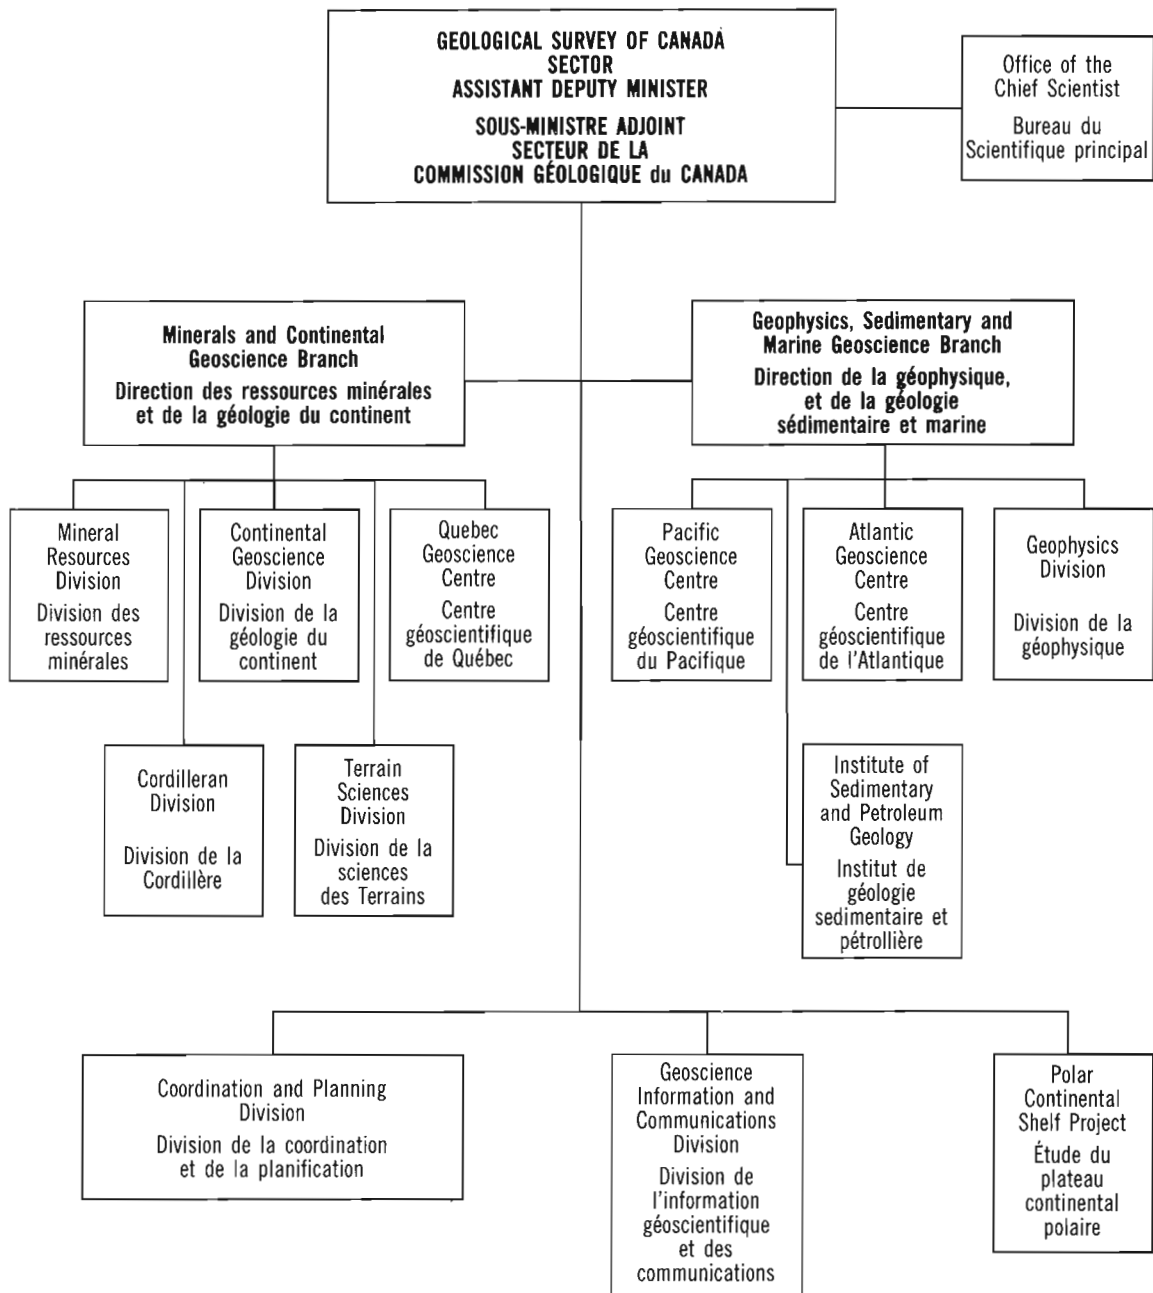 GEOLOGICAL SURVEY OF CANADA
SECTOR
ASSISTANT DEPUTY MINISTER
SOUS-MINISTRE ADJOINT
SECTEUR DE LA
COMMISSION GÉOLOGIQUE du CANADA
Office of the
Chief Scientist
Bureau du
Scientifique principal
Minerals and Continental
Geoscience Branch
Direction des ressources minérales
et de la géologie du continent
Geophysics, Sedimentary and
Marine Geoscience Branch
Direction de la géophysique,
et de la géologie
sédimentaire et marine
Mineral
Resources
Division
Division des
ressources
minérales
Continental
Geoscience
Division
Division de la
géologie du
continent
Quebec
Geoscience
Centre
Centre
géoscientifique
de Québec
Pacific
Geoscience
Centre
Centre
géoscientifique
du Pacifique
Atlantic
Geoscience
Centre
Centre
géoscientifique
de l'Atlantique
Geophysics
Division
Division de la
géophysique
Cordilleran
Division
Division de la
Cordillère
Terrain
Sciences
Division
Division de la
sciences
des Terrains
Institute of
Sedimentary
and Petroleum
Geology
Institut de
géologie
sedimentaire et
pétrollière
Coordination and Planning
Division
Division de la coordination
et de la planification
Geoscience
Information and
Communications
Division
Division de
l'information
géoscientifique
et des
communications
Polar
Continental
Shelf Project
Étude du
plateau
continental
polaire